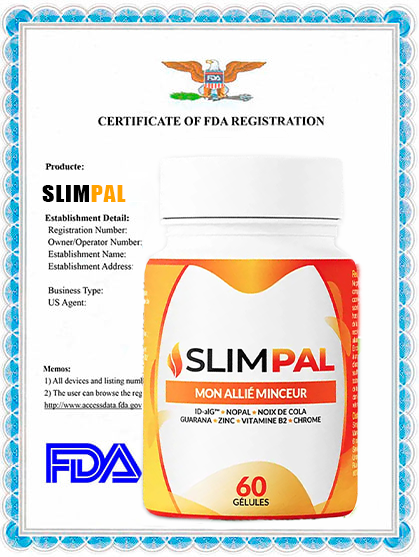 FDA
CERTIFICATE OF FDA REGISTRATION
Producte:
SLIMPAL
Establishment Detail:
Registration Number:
Owner/Operator Number:
Establishment Name:
Establishment Address:
Business Type:
US Agent:
Memos:
1) All devices and listing numb
2) The user can browse the reg
http://www.accessdata.fda.gov
FDA
SLIMPAL
MON ALLIÉ MINCEUR
ID-alG™ • NOPAL • NOIX DE COLA
GUARANA • ZINC • VITAMINE B2 • CHROME
60
GÉLULES